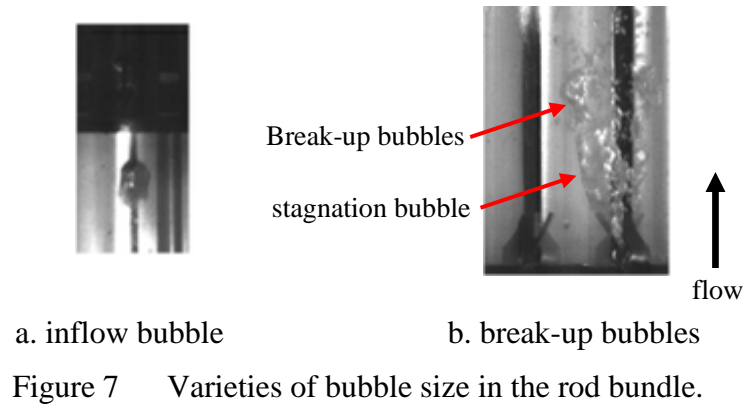 Break-up bubbles
stagnation bubble
flow
a. inflow bubble
b. break-up bubbles
Figure 7 Varieties of bubble size in the rod bundle.